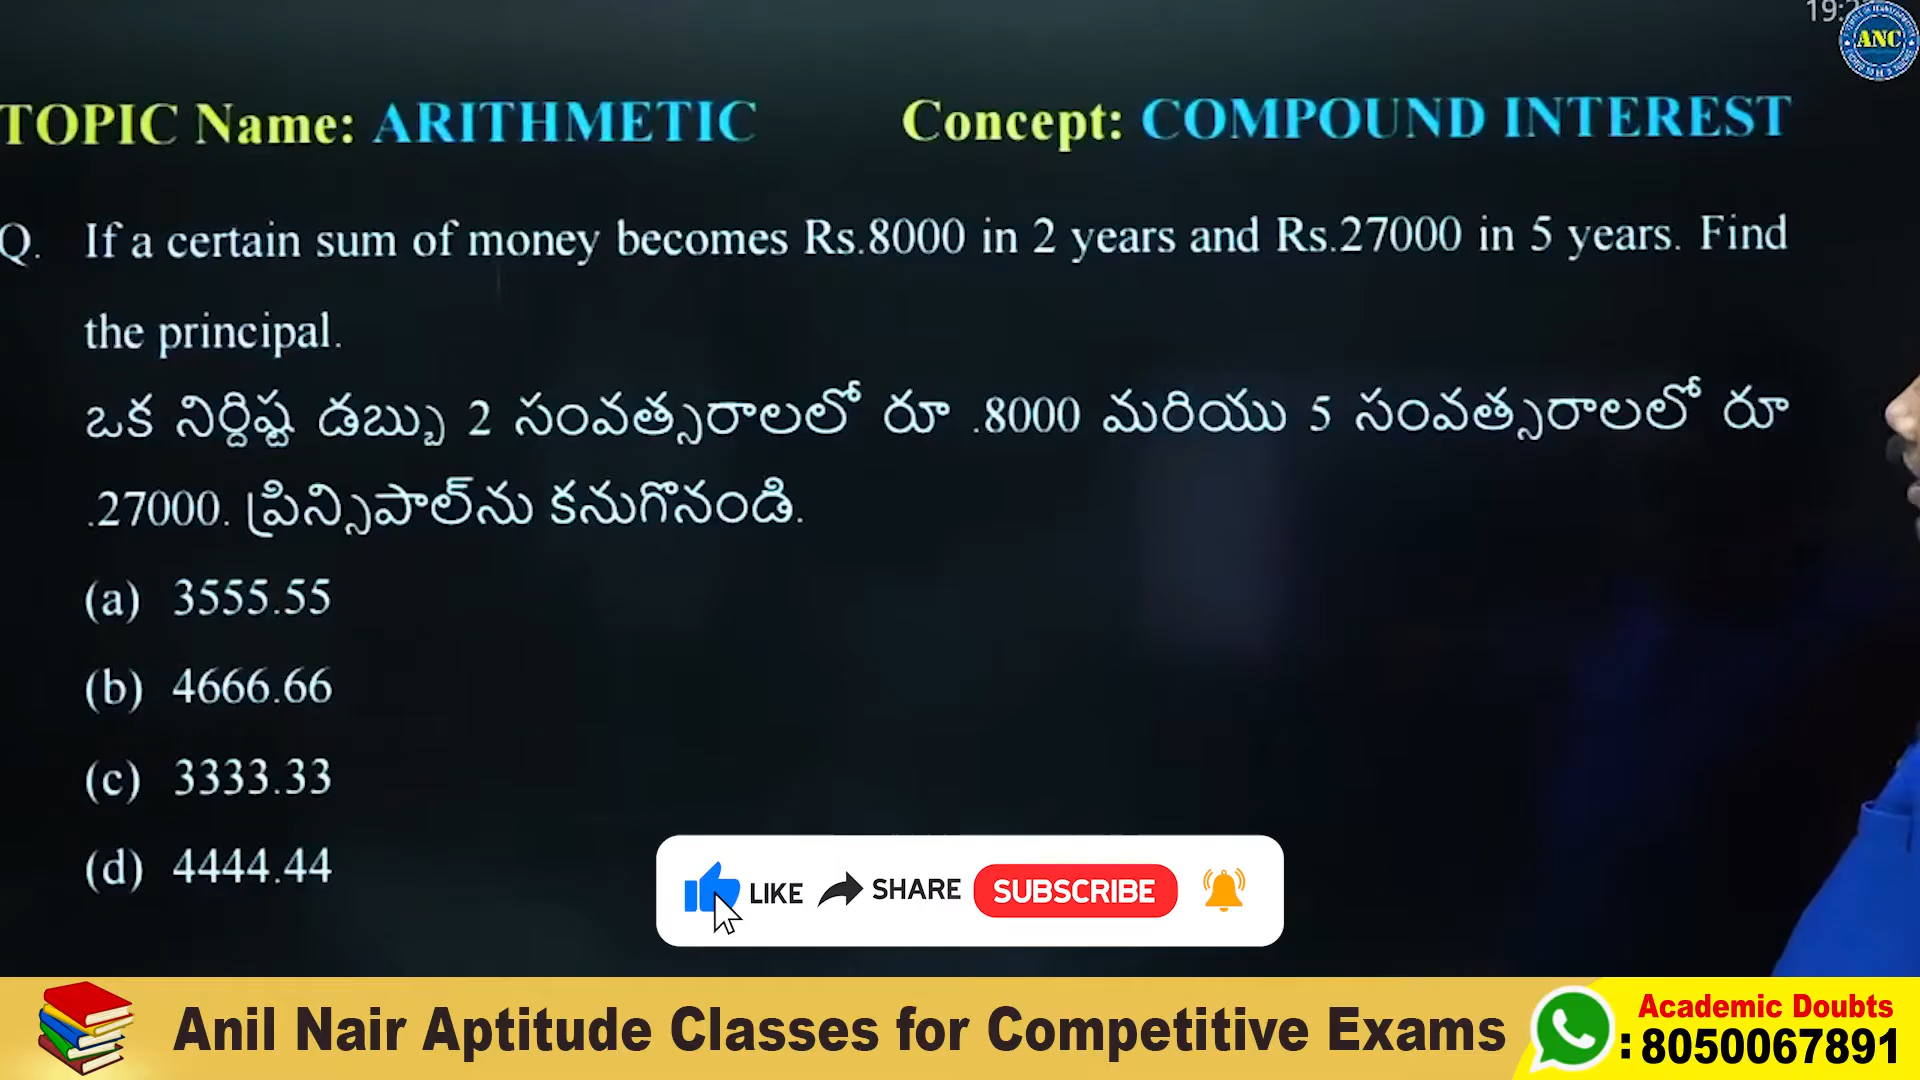 19:
ANC
TOPIC Name: ARITHMETIC Concept: COMPOUND INTEREST
Q. If a certain sum of money becomes Rs.8000 in 2 years and Rs.27000 in 5 years. Find
the principal.
ఒక నిర్దిష్ట డబ్బు 2 సంవత్సరాలలో రూ .8000 మరియు 5 సంవత్సరాలలో రూ
.27000. ప్రిన్సిపాల్‌ను కనుగొనండి.
(a) 3555.55
(b) 4666.66
(c) 3333.33
(d) 4444.44
LIKE SHARE SUBSCRIBE
Anil Nair Aptitude Classes for Competitive Exams
Academic Doubts
: 8050067891